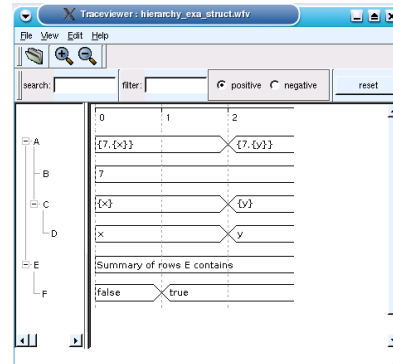 Traceviewer : hierarchy_exa_struct.wfv
File View Edit Help
search: filter: positive negative reset
0 1 2
A {7,{x}} {7,{y}}
B 7
C {x} {y}
D x y
E Summary of rows E contains
F false true